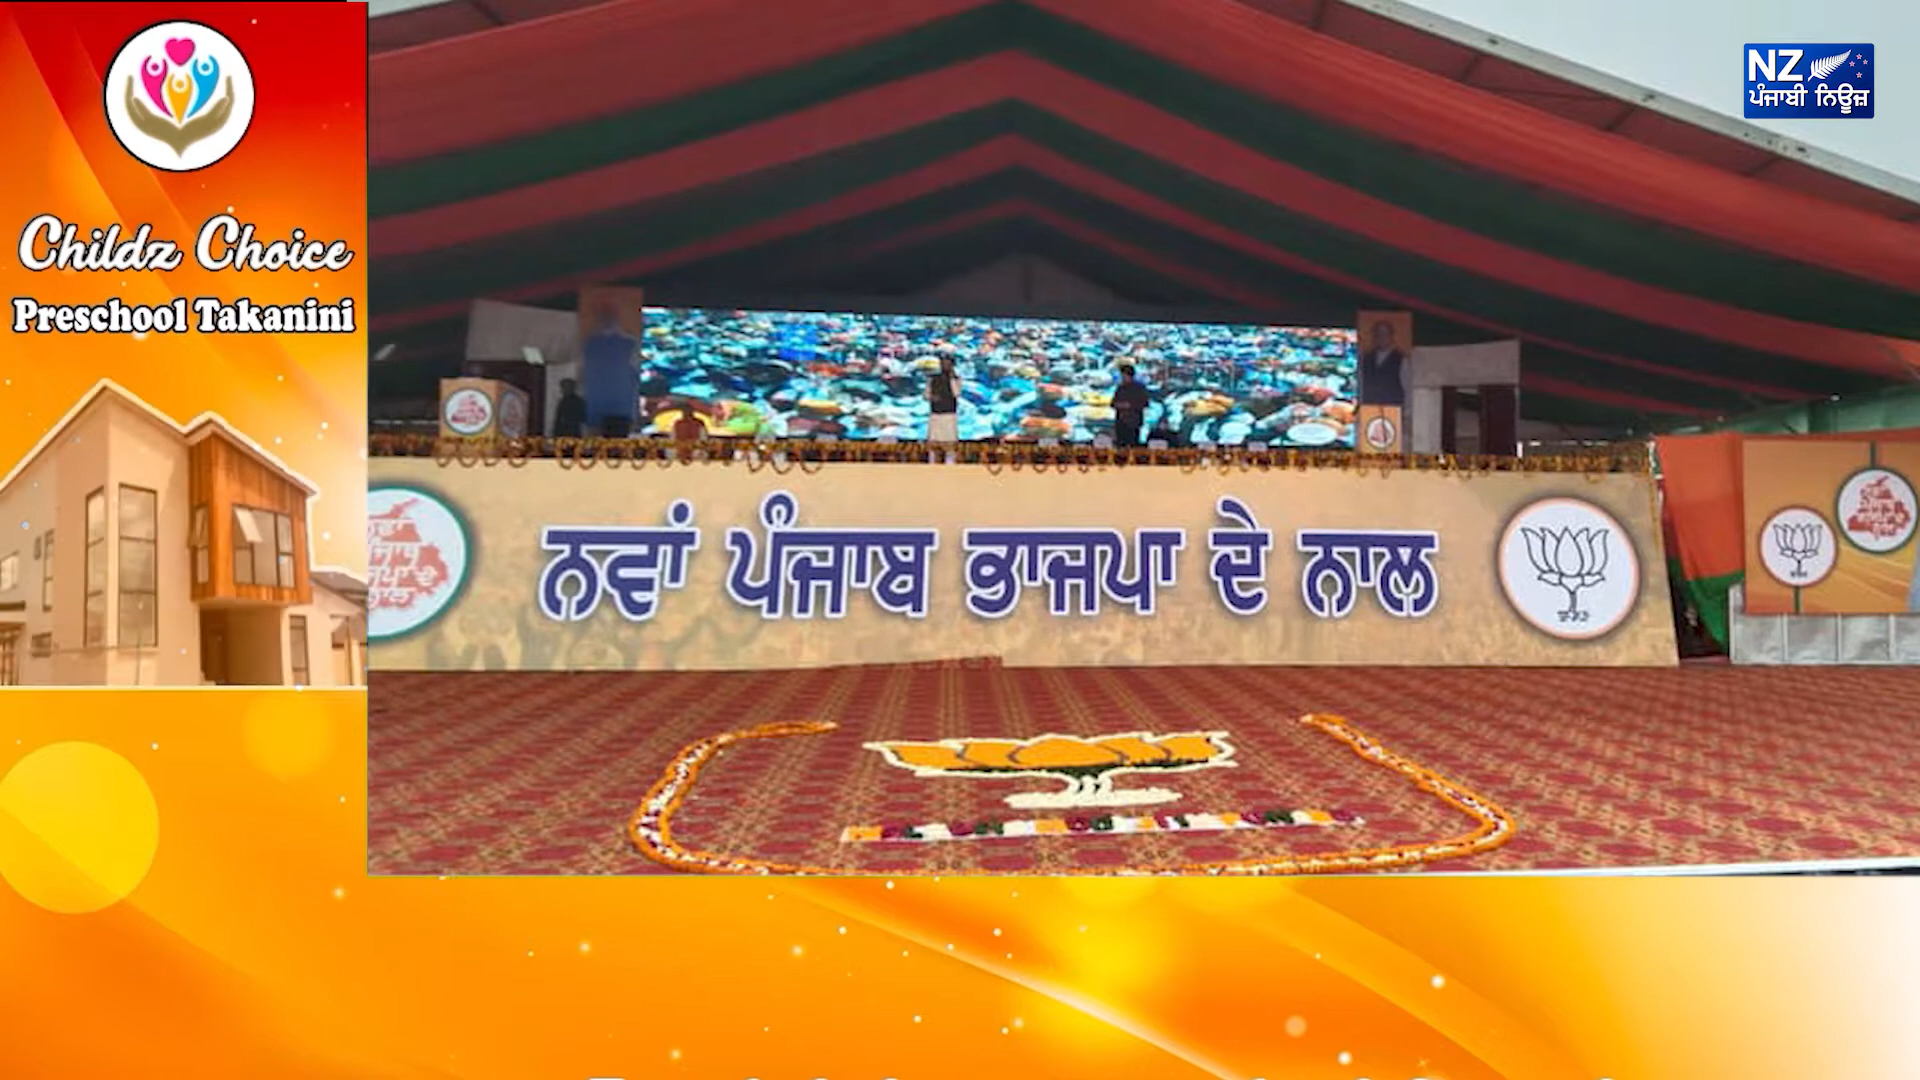 Childz Choice
Preschool Takanini
NZ
ਪੰਜਾਬੀ ਨਿਊਜ਼
ਨਵਾਂ ਪੰਜਾਬ ਭਾਜਪਾ ਦੇ ਨਾਲ